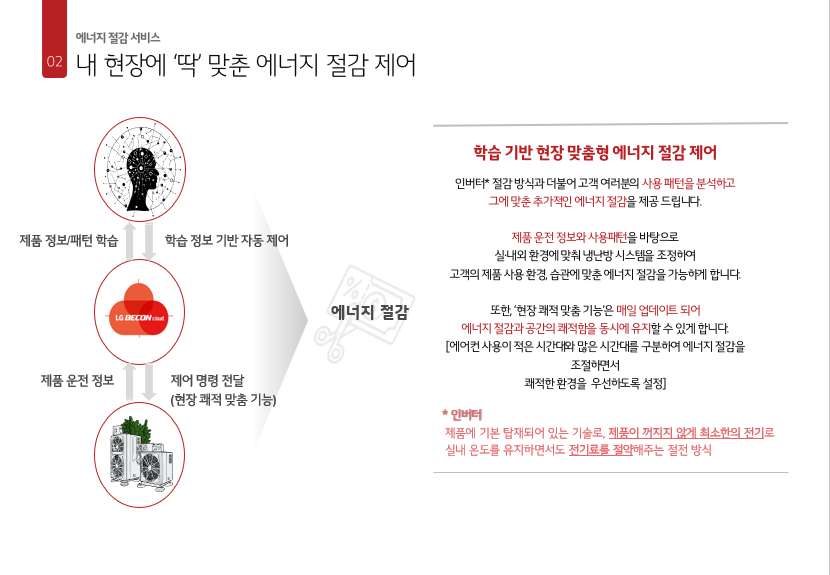 에너지 절감 서비스
02
내 현장에 ‘딱’ 맞춘 에너지 절감 제어
제품 정보/패턴 학습
학습 정보 기반 자동 제어
LG BECON cloud
제품 운전 정보
제어 명령 전달
(현장 쾌적 맞춤 기능)
에너지 절감
학습 기반 현장 맞춤형 에너지 절감 제어
인버터* 절감 방식과 더불어 고객 여러분의 사용 패턴을 분석하고
그에 맞춘 추가적인 에너지 절감을 제공 드립니다.
제품 운전 정보와 사용패턴을 바탕으로
실·내외 환경에 맞춰 냉난방 시스템을 조정하여
고객의 제품 사용 환경, 습관에 맞춘 에너지 절감을 가능하게 합니다.
또한, ‘현장 쾌적 맞춤 기능’은 매일 업데이트 되어
에너지 절감과 공간의 쾌적함을 동시에 유지할 수 있게 합니다.
[에어컨 사용이 적은 시간대와 많은 시간대를 구분하여 에너지 절감을
조절하면서
쾌적한 환경을 우선하도록 설정]
* 인버터
제품에 기본 탑재되어 있는 기술로, 제품이 꺼지지 않게 최소한의 전기로
실내 온도를 유지하면서도 전기료를 절약해주는 절전 방식